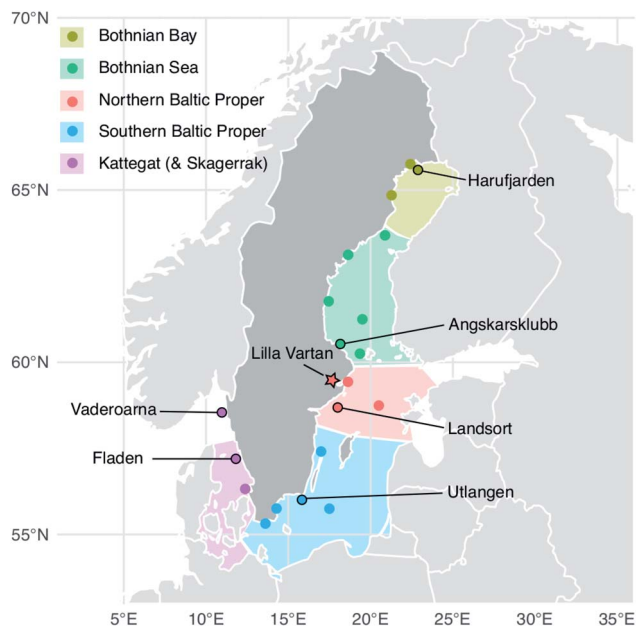 70°N
Bothnian Bay
Bothnian Sea
Northern Baltic Proper
Southern Baltic Proper
Kattegat (& Skagerrak)
65°N
Harufjarden
Angskarsklubb
Lilla Vartan
60°N
Vaderoarna
Landsort
Fladen
Utlangen
55°N
5°E 10°E 15°E 20°E 25°E 30°E 35°E